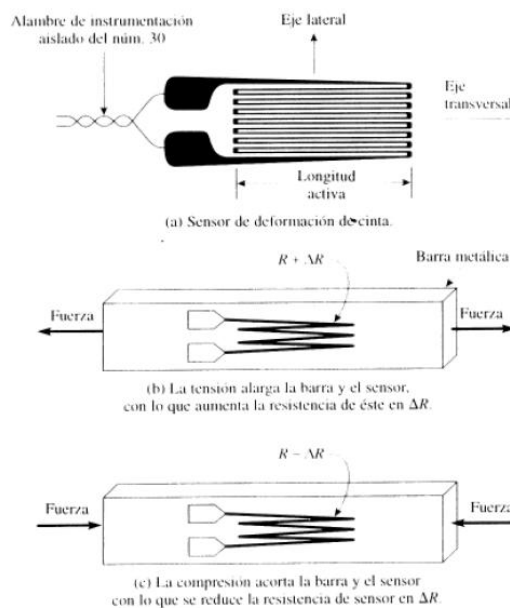 Alambre de instrumentación
aislado del núm. 30
Eje lateral
Eje
transversal
Longitud
activa
(a) Sensor de deformación de cinta.
R + ΔR
Barra metálica
Fuerza
Fuerza
(b) La tensión alarga la barra y el sensor,
con lo que aumenta la resistencia de éste en ΔR.
R − ΔR
Fuerza
Fuerza
(c) La compresión acorta la barra y el sensor
con lo que se reduce la resistencia de sensor en ΔR.